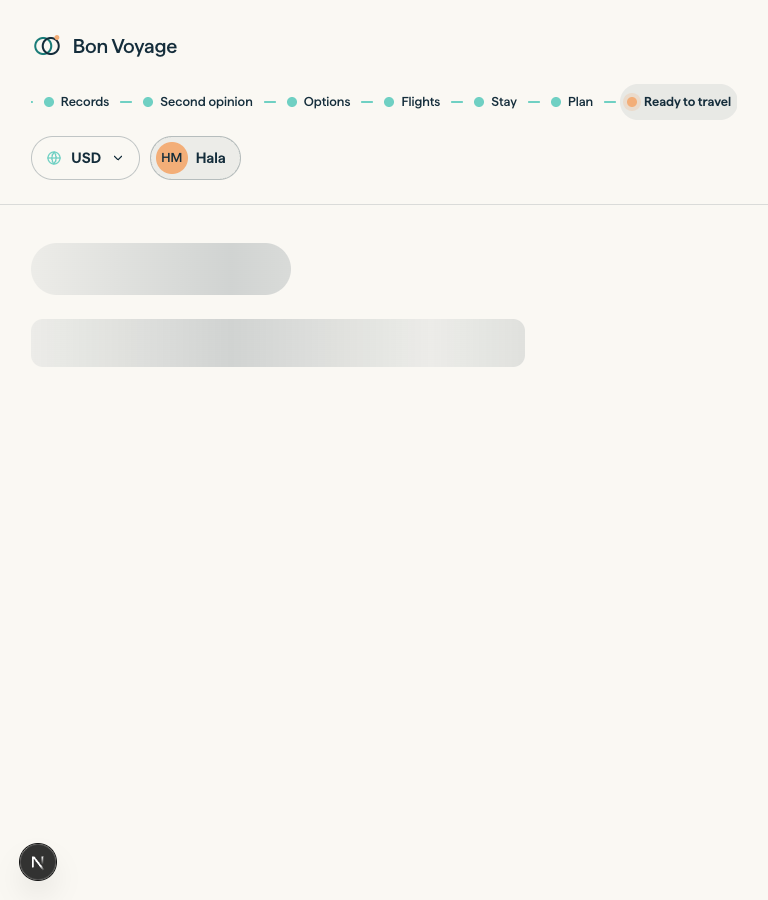 Bon Voyage
Records Second opinion Options Flights Stay Plan Ready to travel
USD HM Hala
N